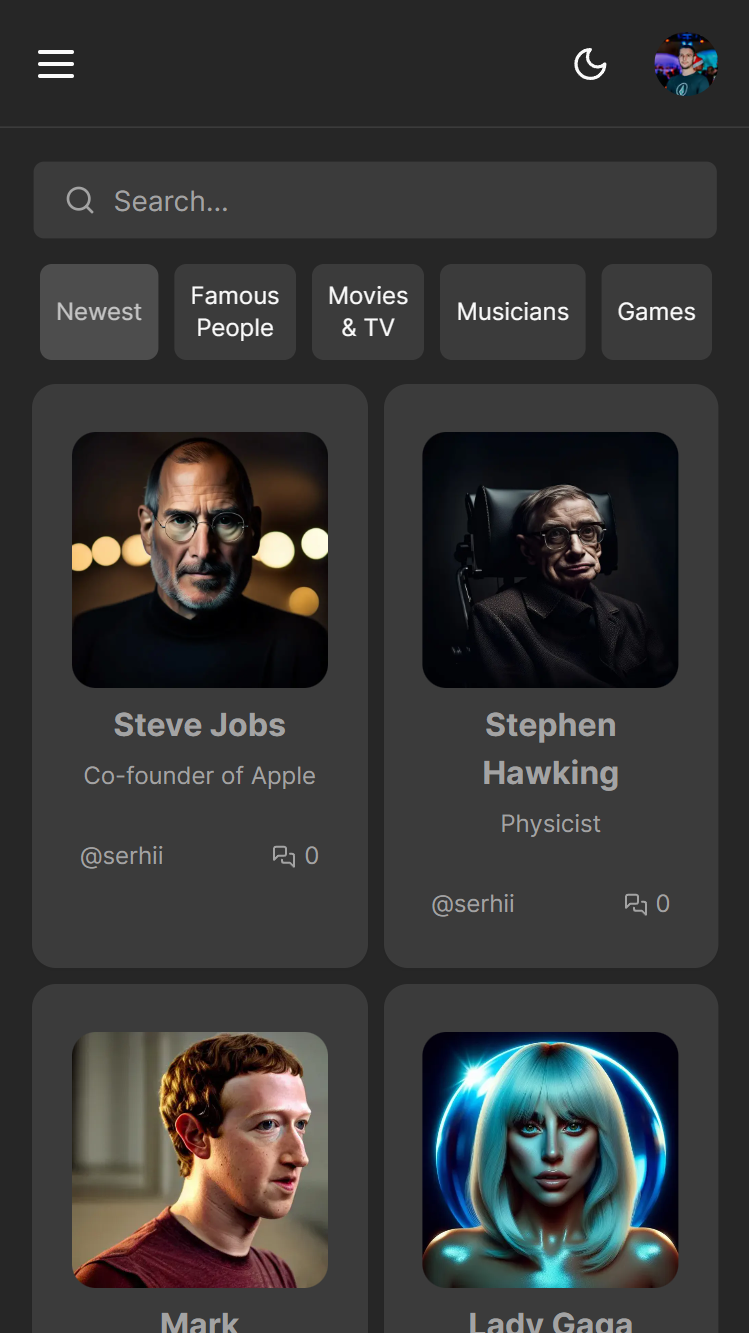 Search...
Newest
Famous
People
Movies
& TV
Musicians
Games
Steve Jobs
Co-founder of Apple
@serhii
0
Stephen
Hawking
Physicist
@serhii
0
Mark
Lady Gaga